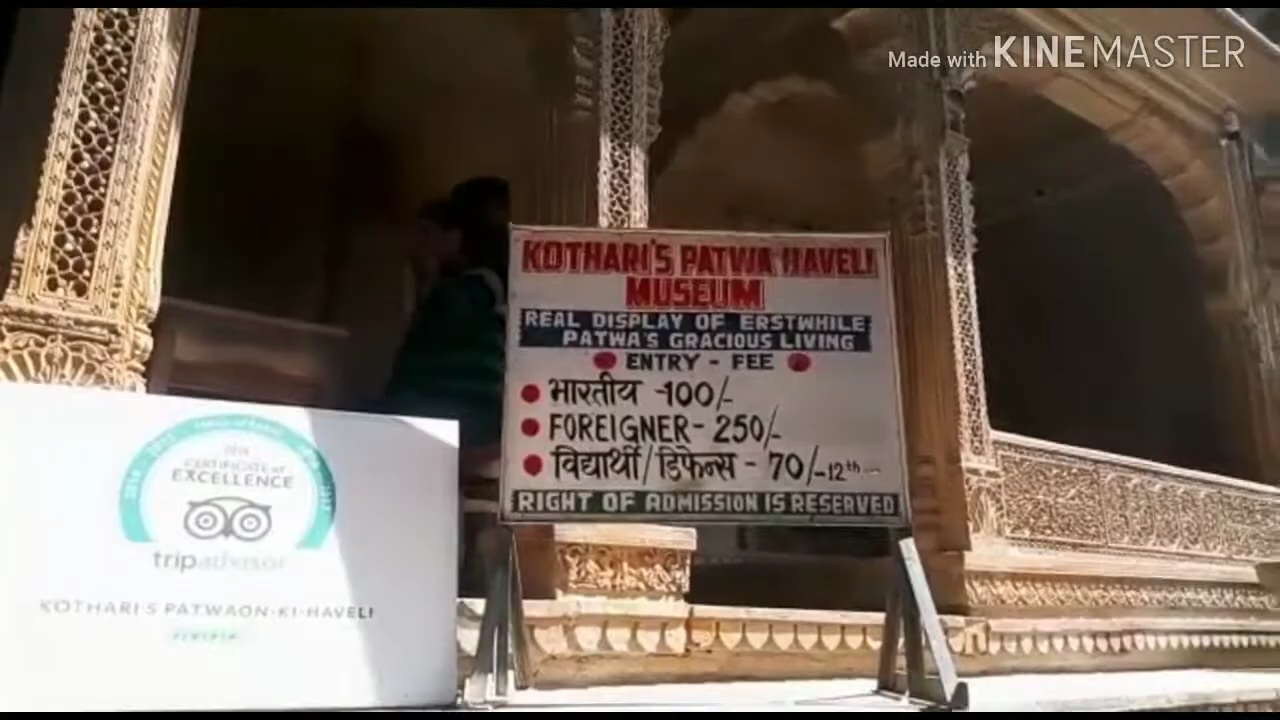 Made with KINEMASTER
KOTHARI'S PATWA HAVELI
MUSEUM
REAL DISPLAY OF ERSTWHILE
PATWA'S GRACIOUS LIVING
ENTRY - FEE
भारतीय -100/-
FOREIGNER - 250/-
विद्यार्थी/डिफेन्स - 70/-12th
RIGHT OF ADMISSION IS RESERVED
CERTIFICATE of
EXCELLENCE
tripadvisor
KOTHARI'S PATWAON-KI-HAVELI